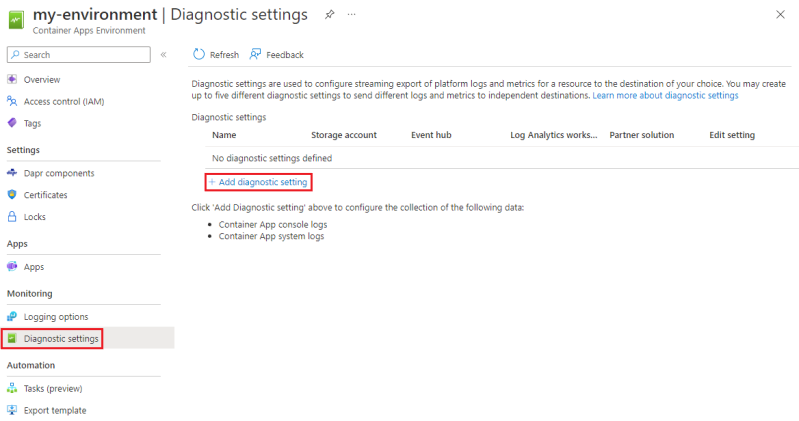 my-environment | Diagnostic settings
Container Apps Environment
Search
Overview
Access control (IAM)
Tags
Settings
Dapr components
Certificates
Locks
Apps
Apps
Monitoring
Logging options
Diagnostic settings
Automation
Tasks (preview)
Export template
Refresh Feedback
Diagnostic settings are used to configure streaming export of platform logs and metrics for a resource to the destination of your choice. You may create
up to five different diagnostic settings to send different logs and metrics to independent destinations. Learn more about diagnostic settings
Diagnostic settings
Name Storage account Event hub Log Analytics works... Partner solution Edit setting
No diagnostic settings defined
+ Add diagnostic setting
Click 'Add Diagnostic setting' above to configure the collection of the following data:
• Container App console logs
• Container App system logs